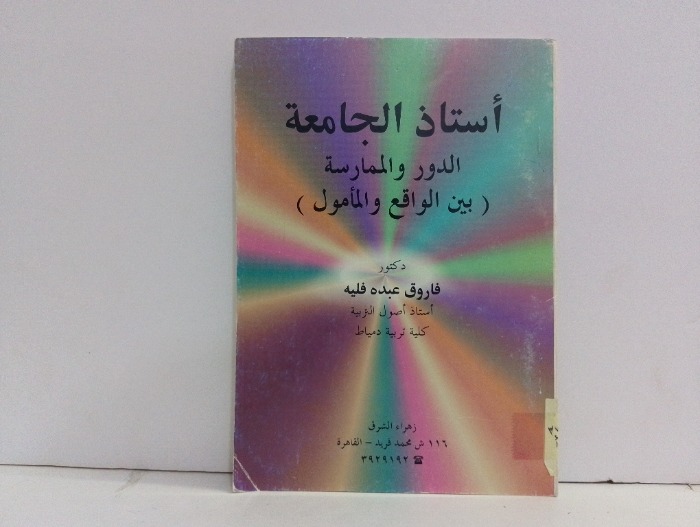 أستاذ الجامعة
الدور والممارسة
( بين الواقع والمأمول )
دكتور
فاروق عبده فليه
أستاذ أصول التربية
كلية تربية دمياط
زهراء الشرق
١١٦ ش محمد فريد - القاهرة
☎ ٣٩٢٩١٩٢